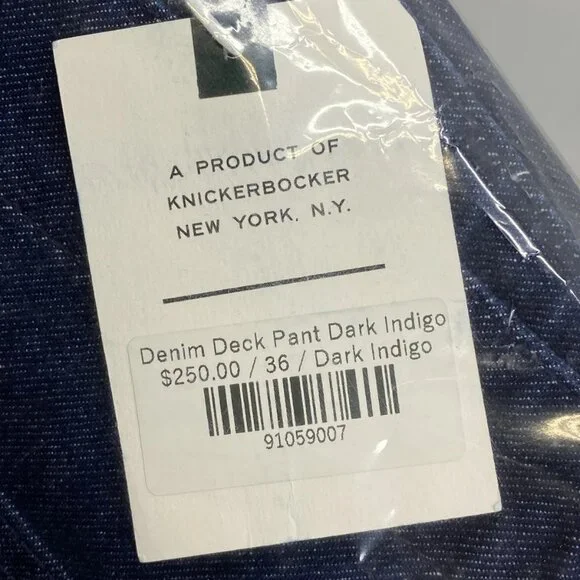 A PRODUCT OF
KNICKERBOCKER
NEW YORK, N.Y.
Denim Deck Pant Dark Indigo
$250.00 / 36 / Dark Indigo
91059007